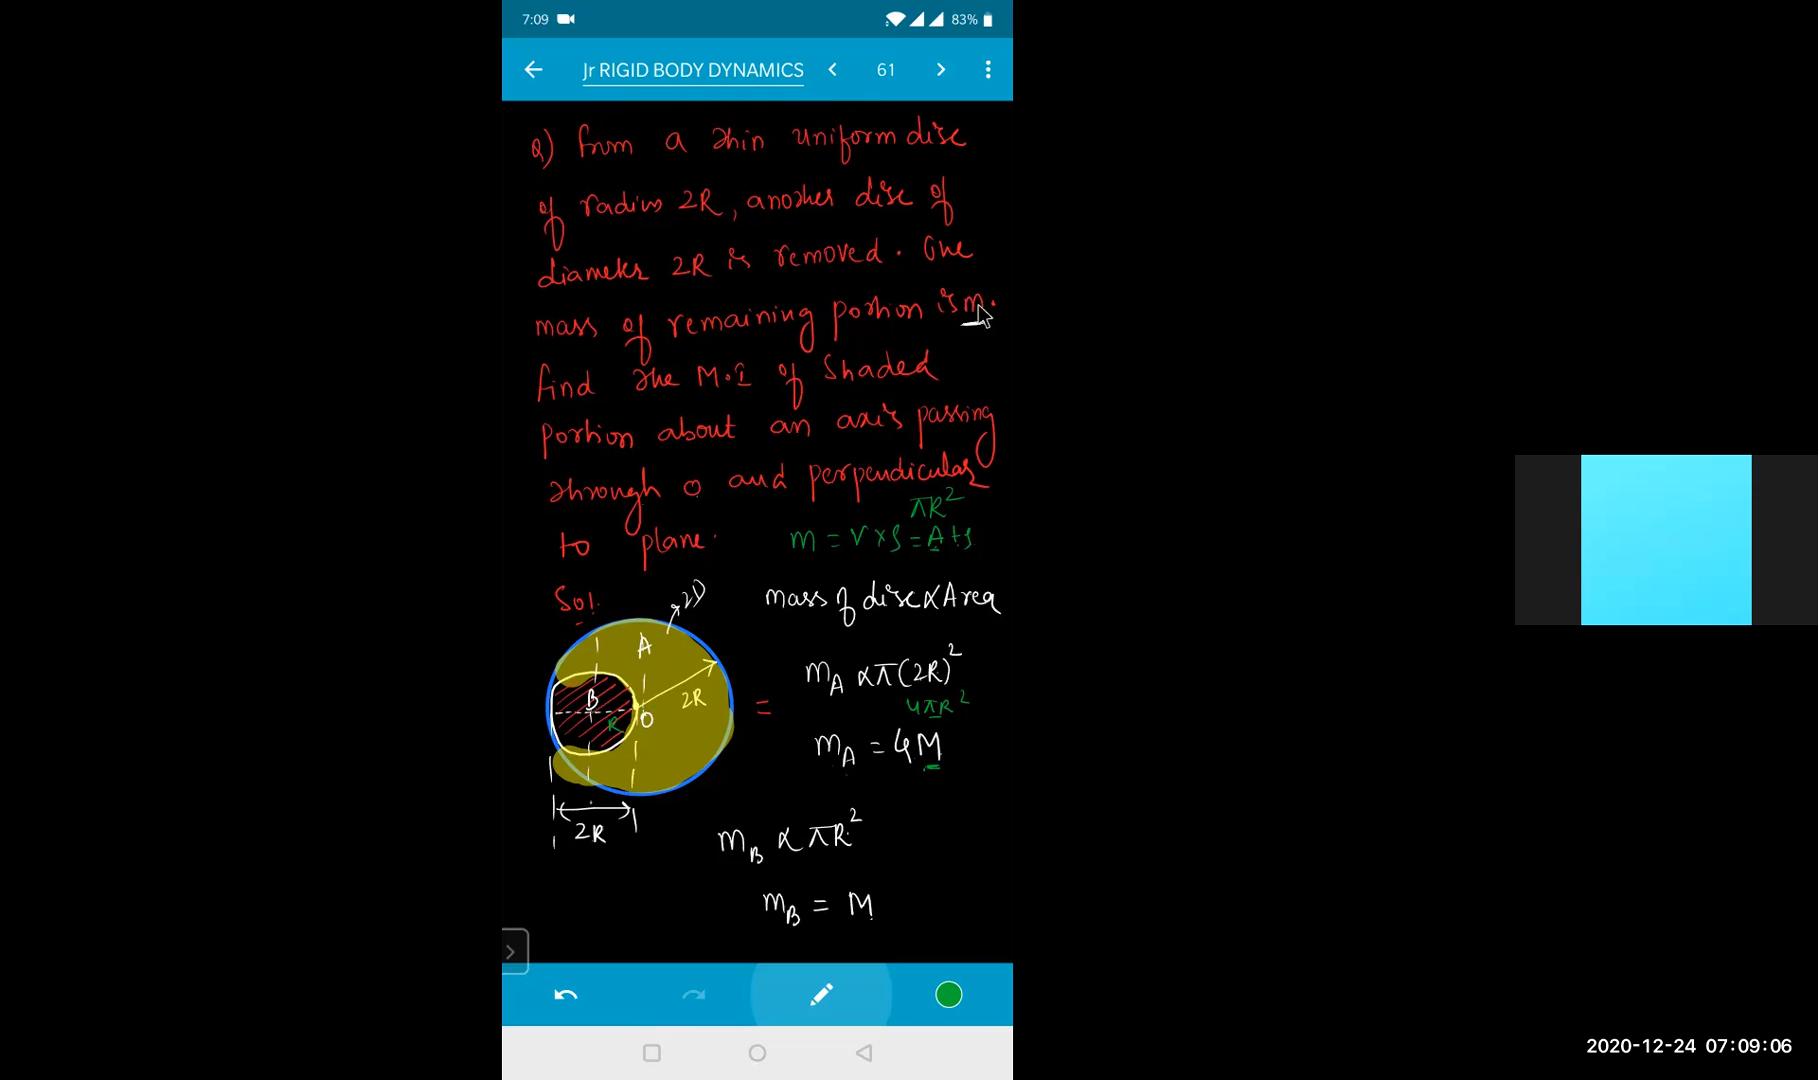 7:09
83%
Jr RIGID BODY DYNAMICS
61
Q) from a thin uniform disc
of radius 2R, another disc of
diameter 2R is removed. The
mass of remaining portion is m.
find the M.I of Shaded
portion about an axis passing
through O and perpendicular
to plane.
πR²
m = V × ρ = A t ρ
Sol.
mass of disc ∝ Area
A
B
R
O
2R
2R
=
m_A ∝ π(2R)²
4πR²
m_A = 4M
m_B ∝ πR²
m_B = M
2020-12-24 07:09:06